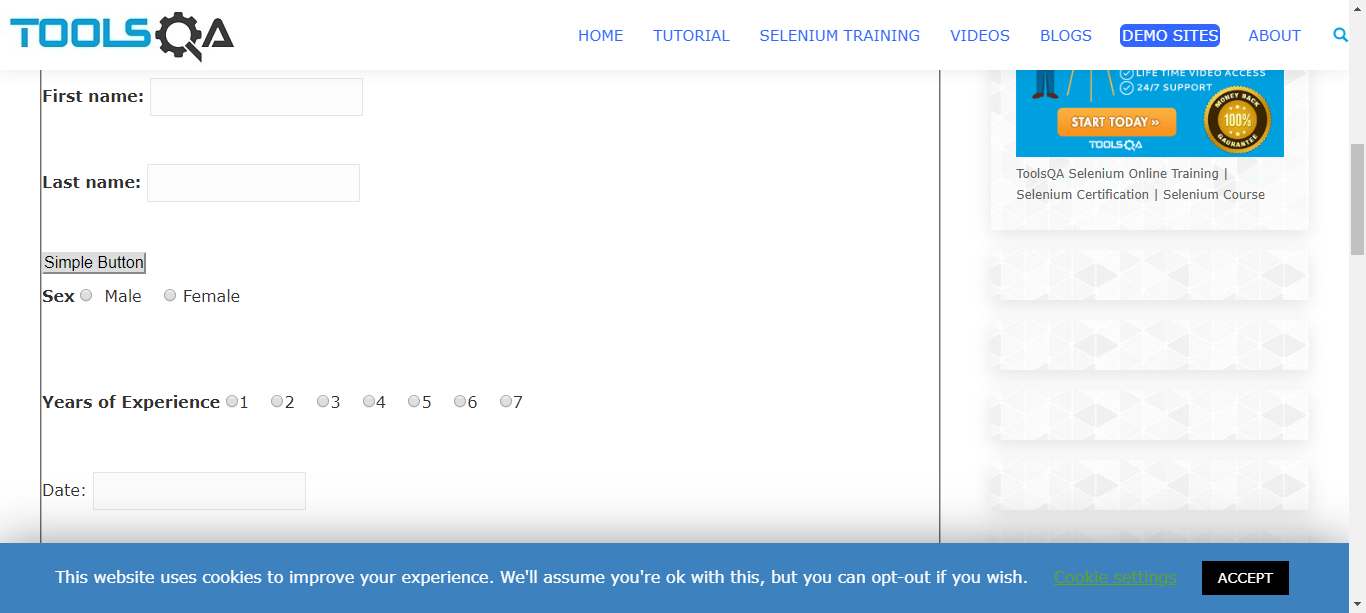 TOOLSQA
HOME TUTORIAL SELENIUM TRAINING VIDEOS BLOGS DEMO SITES ABOUT
First name:
Last name:
Simple Button
Sex Male Female
Years of Experience 1 2 3 4 5 6 7
Date:
LIFE TIME VIDEO ACCESS
24/7 SUPPORT
START TODAY »
TOOLSQA
MONEY BACK
100%
GAURANTEE
ToolsQA Selenium Online Training |
Selenium Certification | Selenium Course
This website uses cookies to improve your experience. We'll assume you're ok with this, but you can opt-out if you wish. Cookie settings ACCEPT